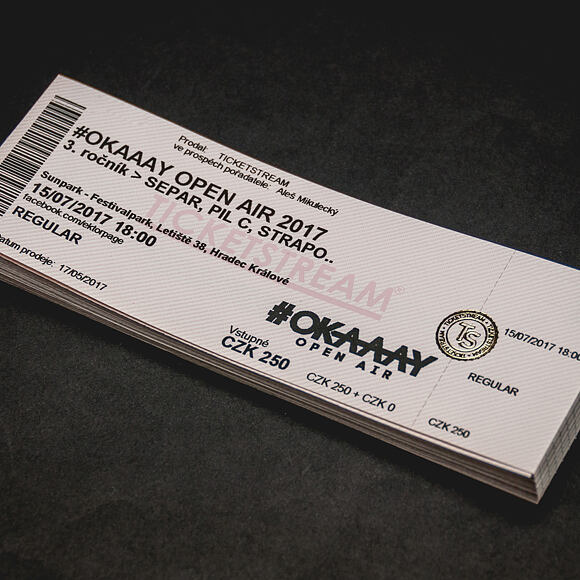 Prodal: TICKETSTREAM
ve prospěch pořadatele: Aleš Mikulecký
#OKAAAY OPEN AIR 2017
3. ročník > SEPAR, PIL C, STRAPO..
Sunpark - Festivalpark, Letiště 38, Hradec Králové
15/07/2017 18:00
facebook.com/ektorpage
REGULAR
Datum prodeje: 17/05/2017
TICKETSTREAM®
#OKAAAY
OPEN AIR
Vstupné
CZK 250
CZK 250 + CZK 0
TICKETSTREAM • TICKETSTREAM •
TS
15/07/2017 18:00
REGULAR
CZK 250